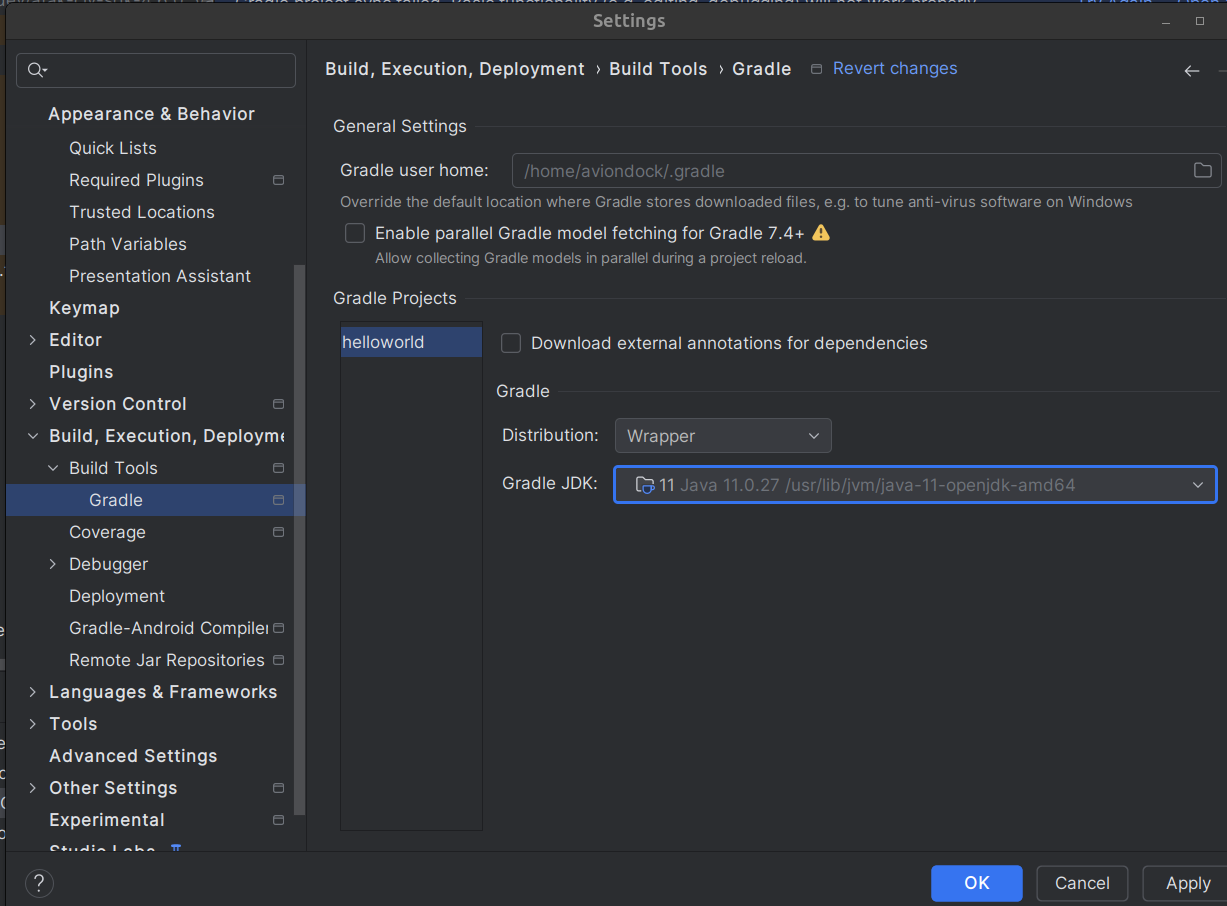 Settings
Build, Execution, Deployment › Build Tools › Gradle Revert changes
Appearance & Behavior
Quick Lists
Required Plugins
Trusted Locations
Path Variables
Presentation Assistant
Keymap
Editor
Plugins
Version Control
Build, Execution, Deployme
Build Tools
Gradle
Coverage
Debugger
Deployment
Gradle-Android Compiler
Remote Jar Repositories
Languages & Frameworks
Tools
Advanced Settings
Other Settings
Experimental
Studio Labs
General Settings
Gradle user home: /home/aviondock/.gradle
Override the default location where Gradle stores downloaded files, e.g. to tune anti-virus software on Windows
Enable parallel Gradle model fetching for Gradle 7.4+
Allow collecting Gradle models in parallel during a project reload.
Gradle Projects
helloworld
Download external annotations for dependencies
Gradle
Distribution: Wrapper
Gradle JDK: 11 Java 11.0.27 /usr/lib/jvm/java-11-openjdk-amd64
? OK Cancel Apply